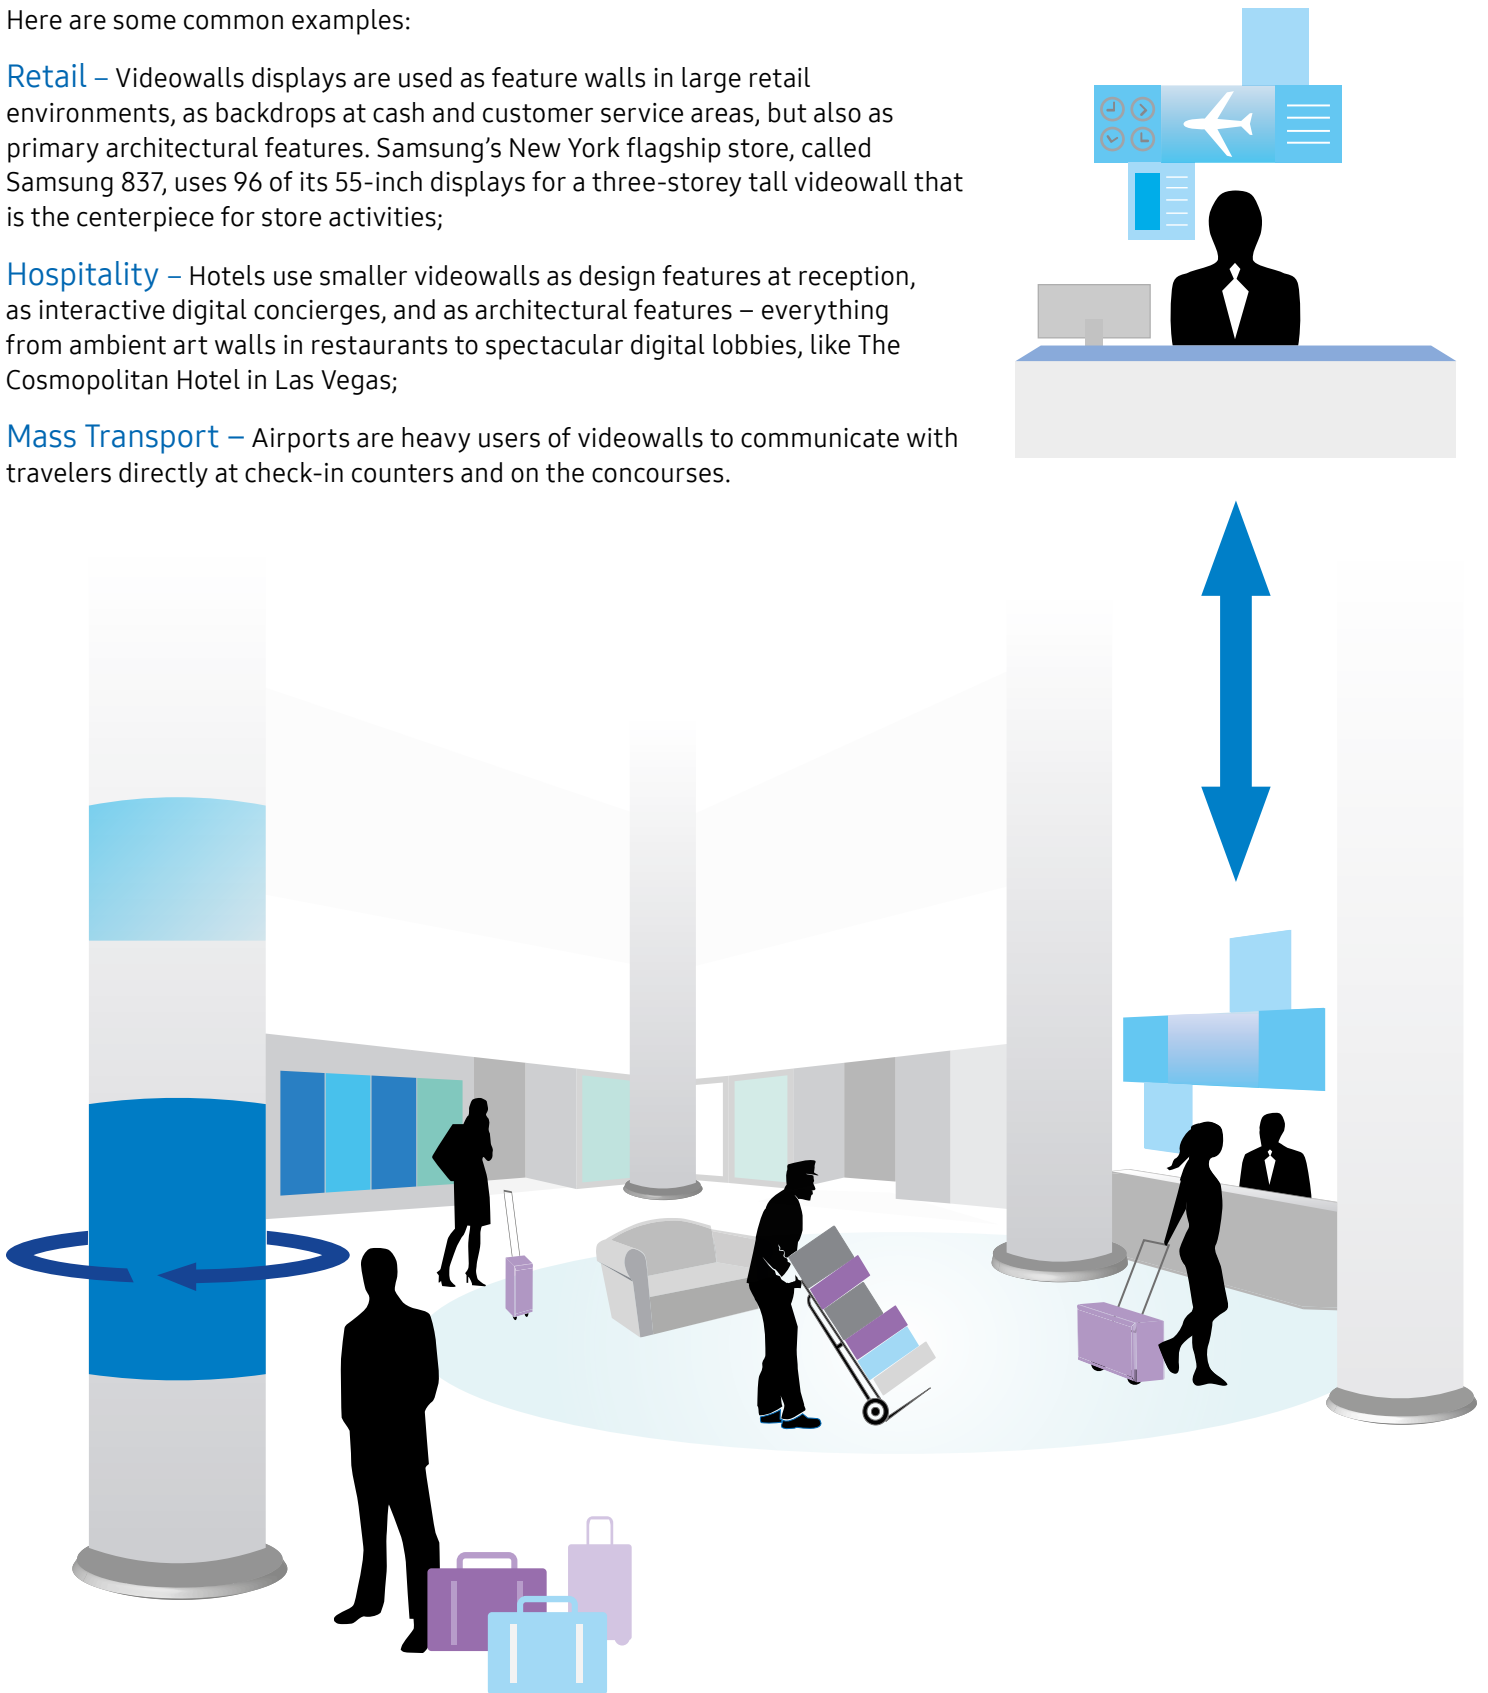 Here are some common examples:
Retail – Videowalls displays are used as feature walls in large retail
environments, as backdrops at cash and customer service areas, but also as
primary architectural features. Samsung’s New York flagship store, called
Samsung 837, uses 96 of its 55-inch displays for a three-storey tall videowall that
is the centerpiece for store activities;
Hospitality – Hotels use smaller videowalls as design features at reception,
as interactive digital concierges, and as architectural features – everything
from ambient art walls in restaurants to spectacular digital lobbies, like The
Cosmopolitan Hotel in Las Vegas;
Mass Transport – Airports are heavy users of videowalls to communicate with
travelers directly at check-in counters and on the concourses.